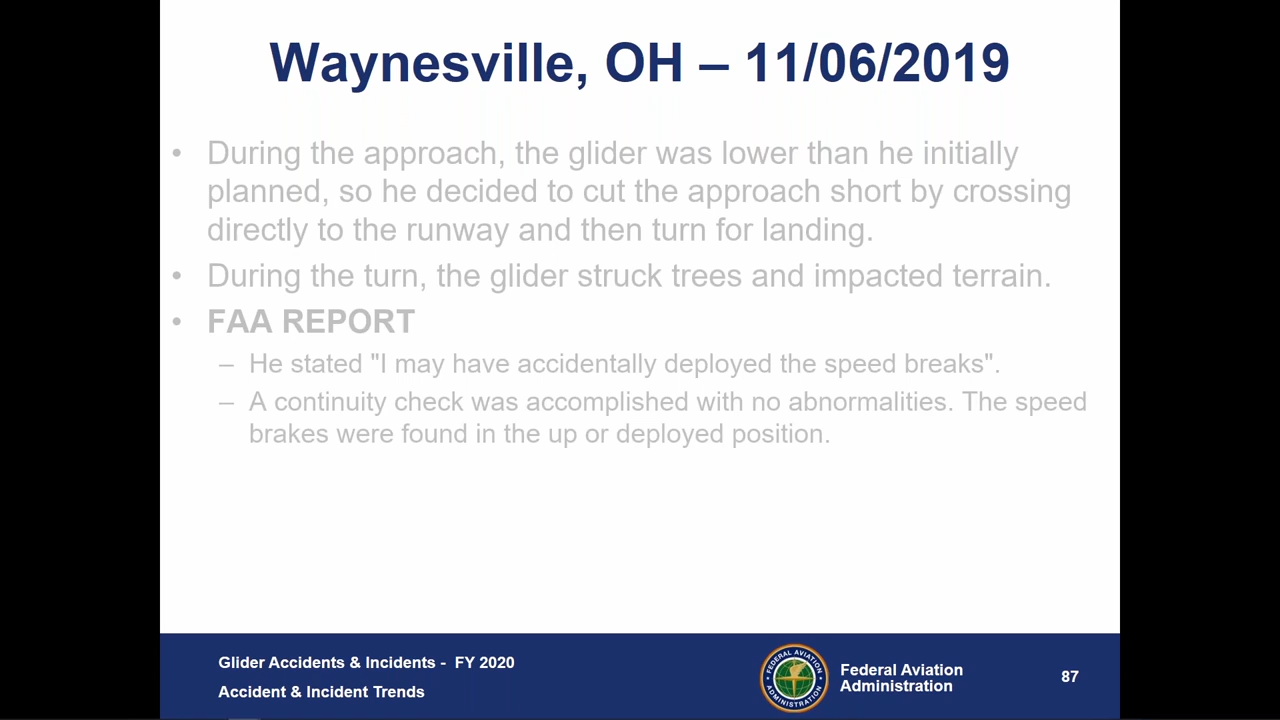 Waynesville, OH – 11/06/2019
• During the approach, the glider was lower than he initially
planned, so he decided to cut the approach short by crossing
directly to the runway and then turn for landing.
• During the turn, the glider struck trees and impacted terrain.
• FAA REPORT
– He stated "I may have accidentally deployed the speed breaks".
– A continuity check was accomplished with no abnormalities. The speed
brakes were found in the up or deployed position.
Glider Accidents & Incidents - FY 2020
Accident & Incident Trends
FEDERAL AVIATION
ADMINISTRATION
Federal Aviation
Administration
87